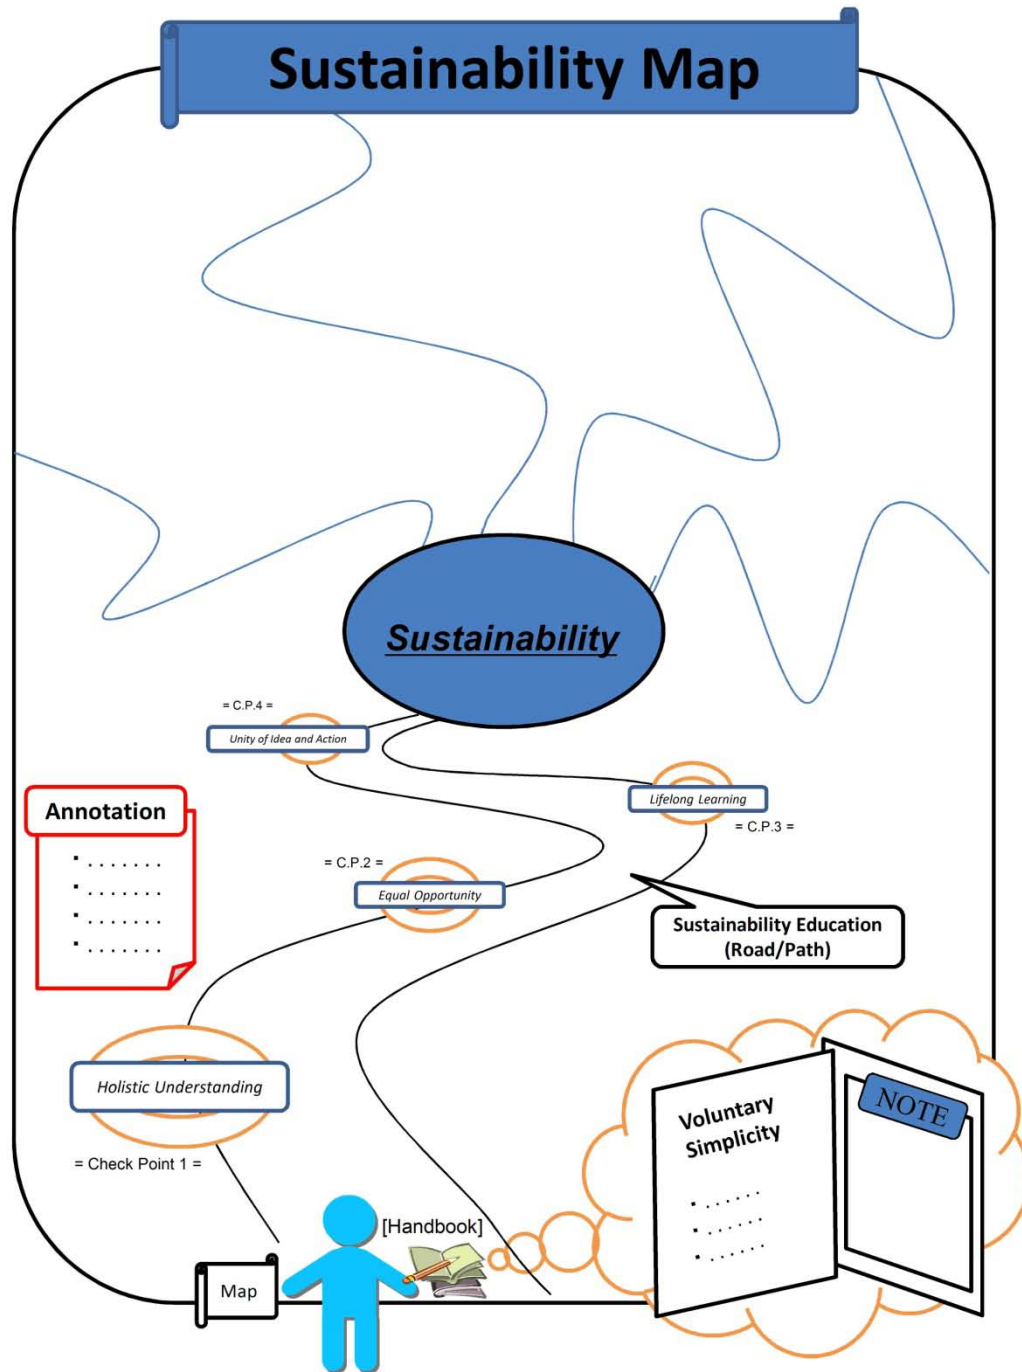 Sustainability Map
Sustainability
= C.P.4 =
Unity of Idea and Action
Lifelong Learning
= C.P.3 =
Annotation
▪ . . . . . . .
▪ . . . . . . .
▪ . . . . . . .
▪ . . . . . . .
= C.P.2 =
Equal Opportunity
Sustainability Education
(Road/Path)
Holistic Understanding
= Check Point 1 =
Voluntary
Simplicity
▪ . . . . . . .
▪ . . . . . . .
▪ . . . . . . .
NOTE
[Handbook]
Map